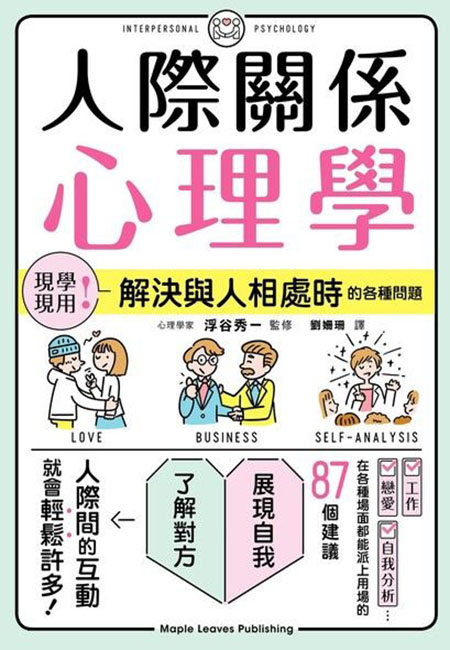 INTERPERSONAL PSYCHOLOGY
人際關係
心理學
現學
現用!
解決與人相處時的各種問題
心理學家 浮谷秀一 監修 劉姍珊 譯
LOVE
BUSINESS
SELF-ANALYSIS
工作
戀愛
自我分析…
在各種場面都能派上用場的
87個建議
展現自我
了解對方
人際間的互動
就會輕鬆許多!
Maple Leaves Publishing